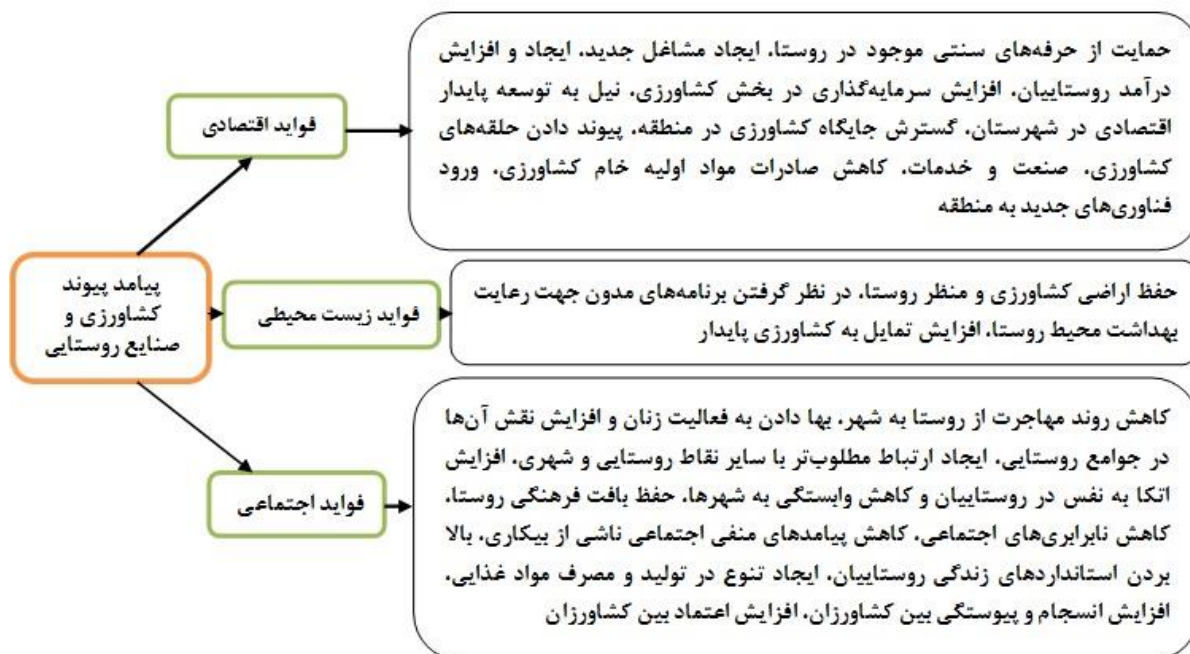 پیامد پیوند
کشاورزی و
صنایع روستایی
فواید اقتصادی
حمایت از حرفه‌های سنتی موجود در روستا، ایجاد مشاغل جدید، ایجاد و افزایش
درآمد روستاییان، افزایش سرمایه‌گذاری در بخش کشاورزی، نیل به توسعه پایدار
اقتصادی در شهرستان، گسترش جایگاه کشاورزی در منطقه، پیوند دادن حلقه‌های
کشاورزی، صنعت و خدمات، کاهش صادرات مواد اولیه خام کشاورزی، ورود
فناوری‌های جدید به منطقه
فواید زیست محیطی
حفظ اراضی کشاورزی و منظر روستا، در نظر گرفتن برنامه‌های مدون جهت رعایت
بهداشت محیط روستا، افزایش تمایل به کشاورزی پایدار
فواید اجتماعی
کاهش روند مهاجرت از روستا به شهر، بها دادن به فعالیت زنان و افزایش نقش آن‌ها
در جوامع روستایی، ایجاد ارتباط مطلوب‌تر با سایر نقاط روستایی و شهری، افزایش
اتکا به نفس در روستاییان و کاهش وابستگی به شهرها، حفظ بافت فرهنگی روستا،
کاهش نابرابری‌های اجتماعی، کاهش پیامدهای منفی اجتماعی ناشی از بیکاری، بالا
بردن استانداردهای زندگی روستاییان، ایجاد تنوع در تولید و مصرف مواد غذایی،
افزایش انسجام و پیوستگی بین کشاورزان، افزایش اعتماد بین کشاورزان